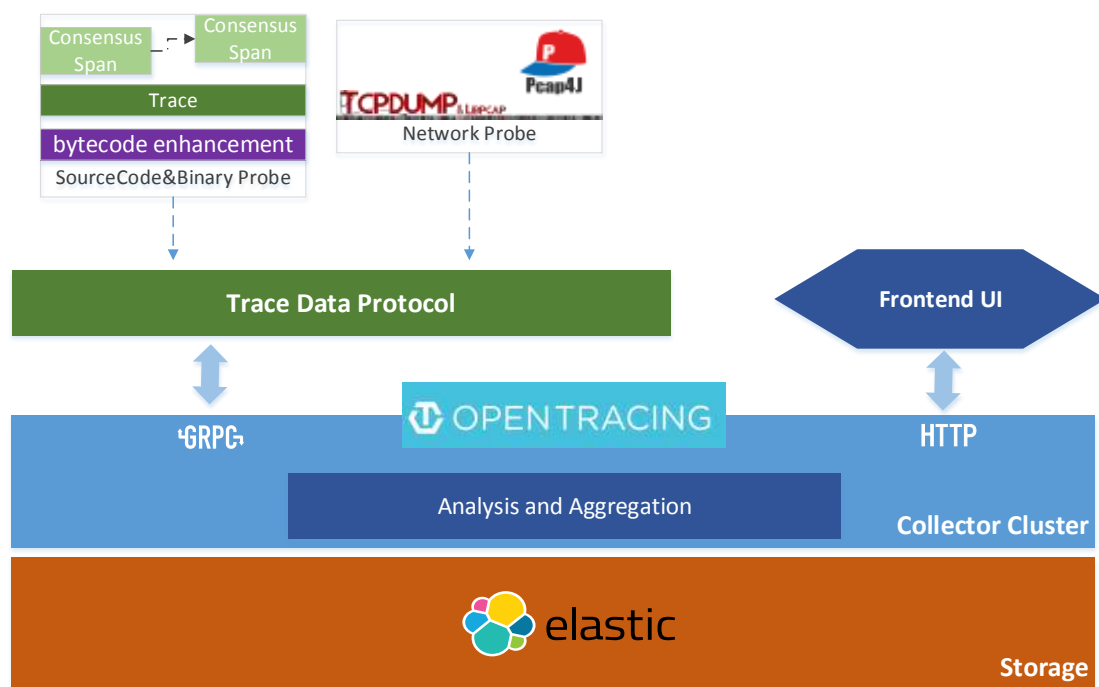 Consensus
Span
Consensus
Span
Trace
bytecode enhancement
SourceCode&Binary Probe
P
Pcap4J
TCPDUMP & LIBPCAP
Network Probe
Trace Data Protocol
Frontend UI
OPENTRACING
GRPC
HTTP
Analysis and Aggregation
Collector Cluster
elastic
Storage